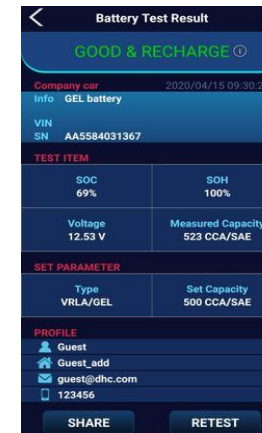 Battery Test Result
GOOD & RECHARGE
Company car 2020/04/15 09:30:2
Info GEL battery
VIN
SN AA5584031367
TEST ITEM
SOC SOH
69% 100%
Voltage Measured Capacity
12.53 V 523 CCA/SAE
SET PARAMETER
Type Set Capacity
VRLA/GEL 500 CCA/SAE
PROFILE
Guest
Guest_add
guest@dhc.com
123456
SHARE RETEST